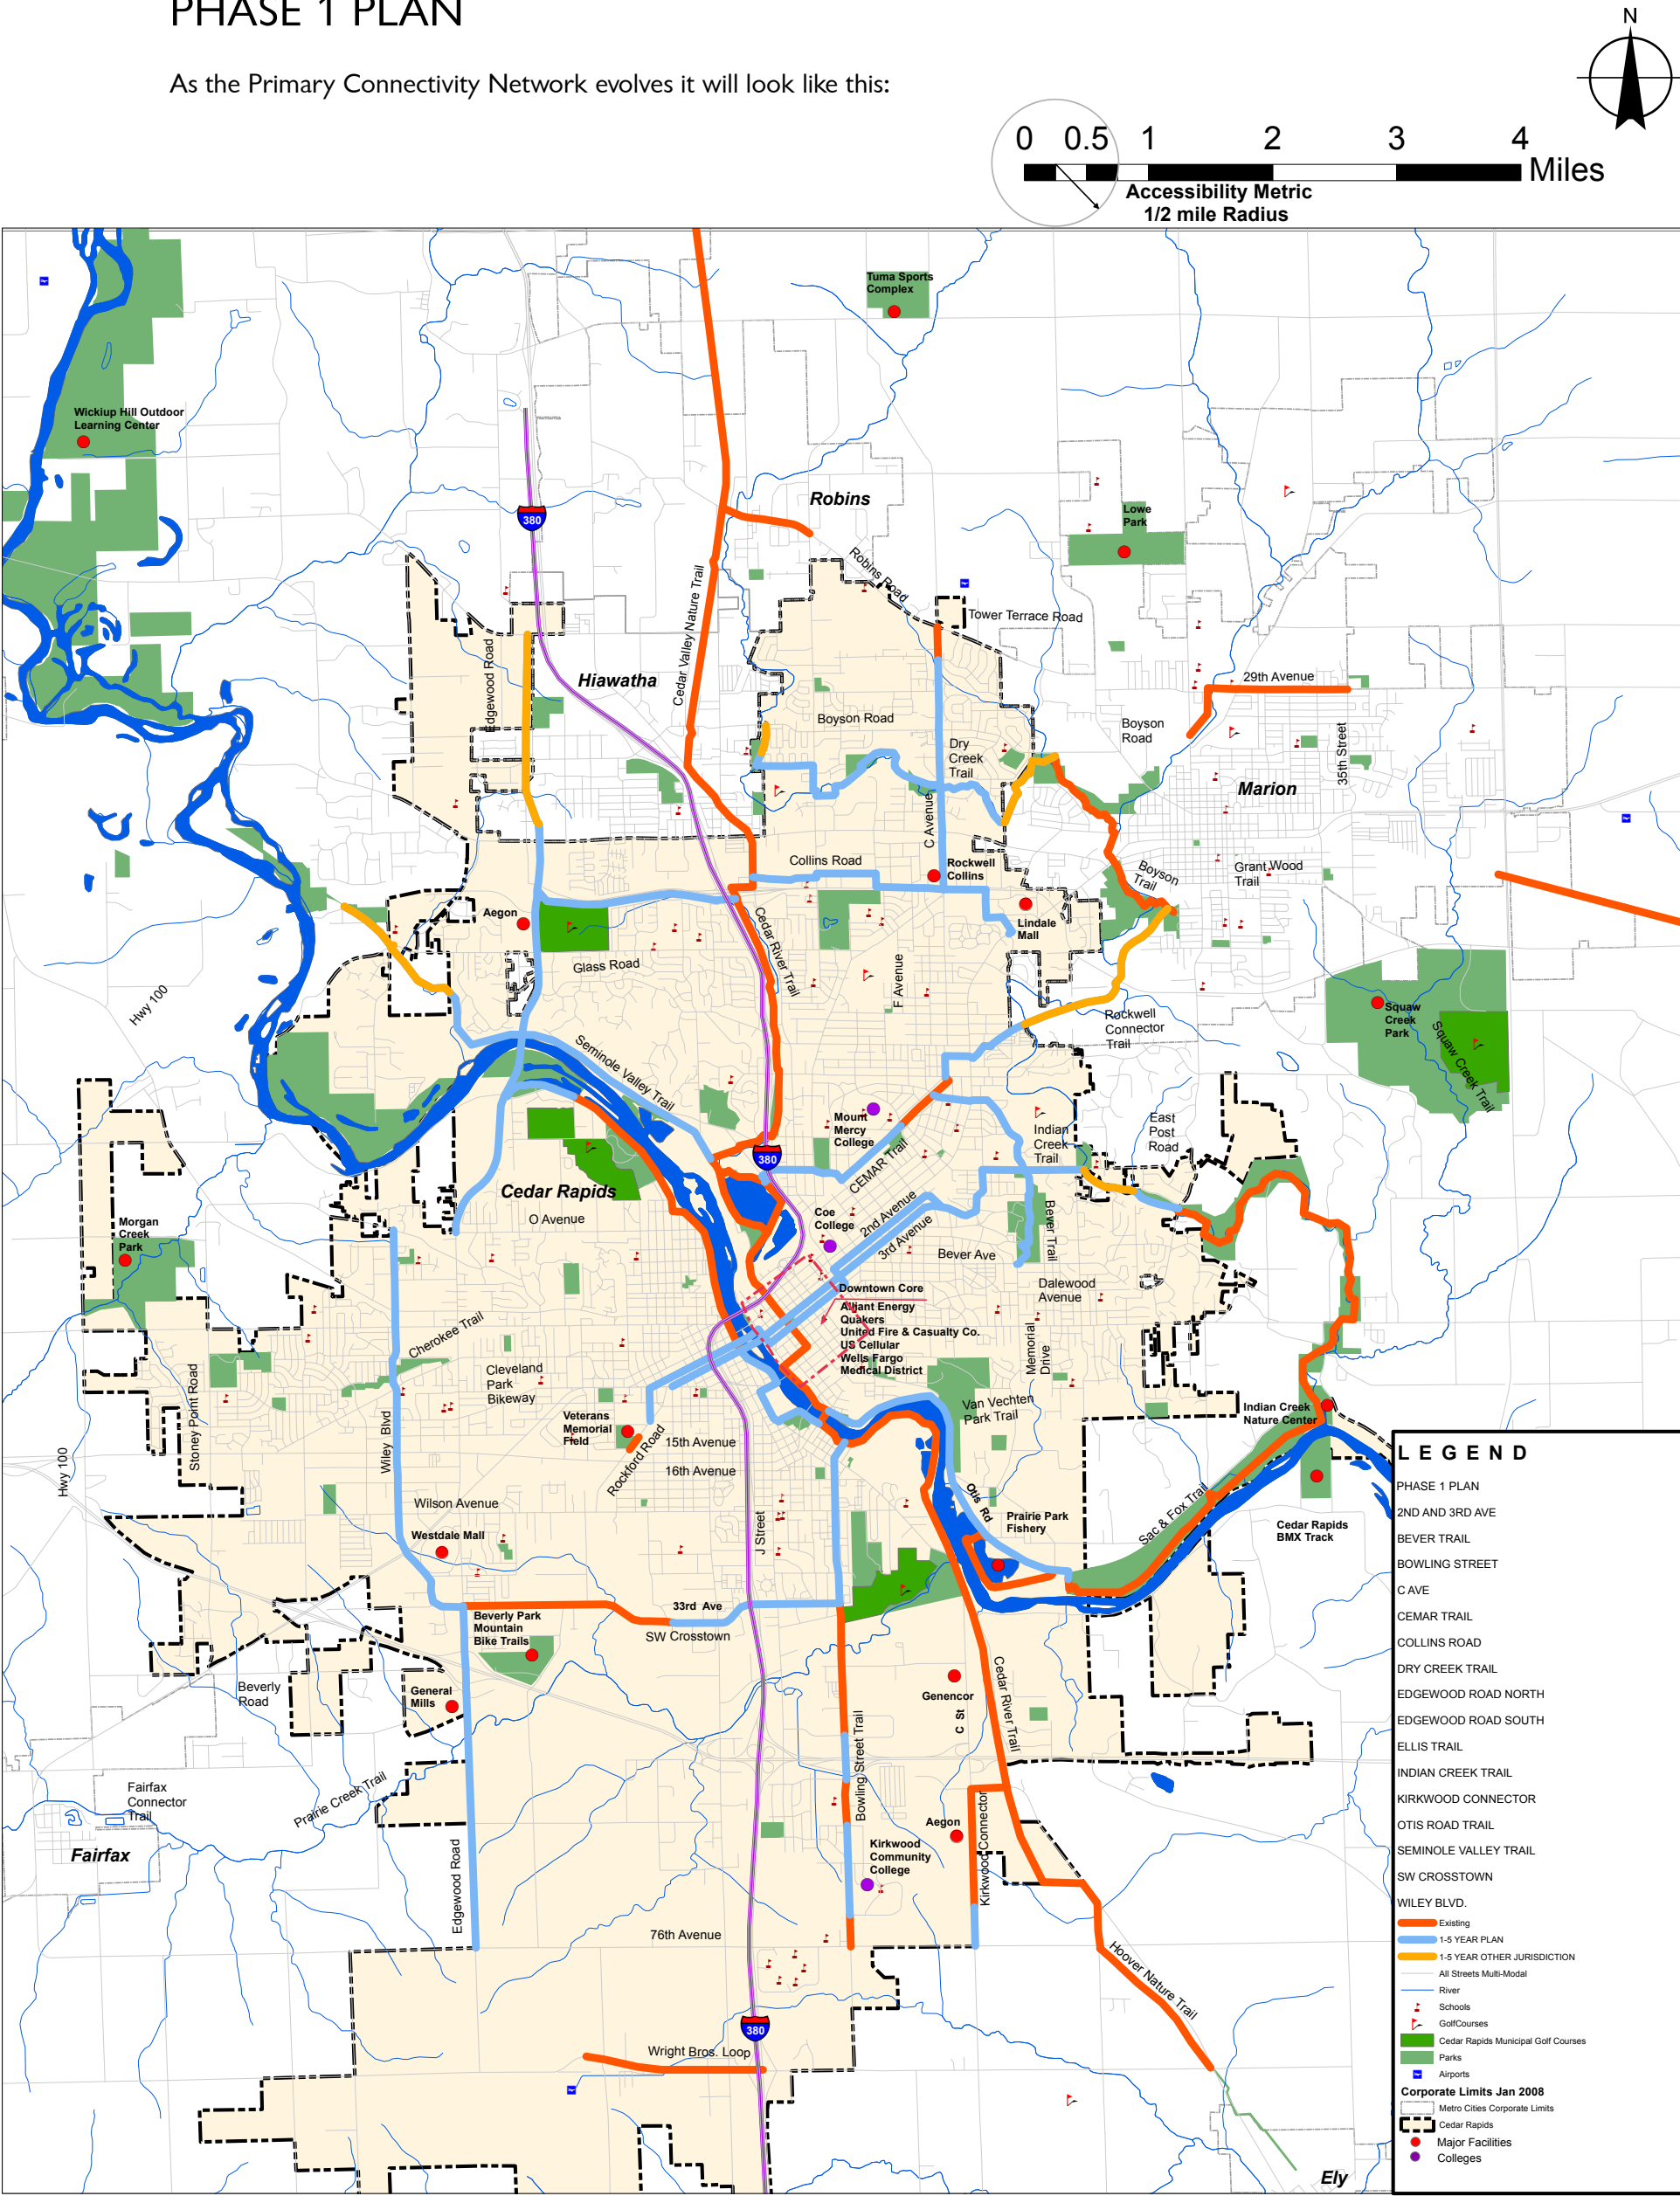 PHASE 1 PLAN
As the Primary Connectivity Network evolves it will look like this:
N
0 0.5 1 2 3 4
Miles
Accessibility Metric
1/2 mile Radius
Tuma Sports
Complex
Wickiup Hill Outdoor
Learning Center
380
Robins
Lowe
Park
Robins Road
Cedar Valley Nature Trail
Tower Terrace Road
Edgewood Road
Hiawatha
29th Avenue
Boyson Road
Boyson
Road
35th Street
Dry
Creek
Trail
Marion
C Avenue
Collins Road
Rockwell
Collins
Boyson
Trail
Grant Wood
Trail
Aegon
Lindale
Mall
Cedar River Trail
Glass Road
F Avenue
Hwy 100
Rockwell
Connector
Trail
Squaw
Creek
Park
Squaw Creek Trail
Seminole Valley Trail
Mount
Mercy
College
Indian
Creek
Trail
East
Post
Road
380
CEMAR Trail
Cedar Rapids
O Avenue
Morgan
Creek
Park
Coe
College
2nd Avenue
3rd Avenue
Bever Trail
Bever Ave
Dalewood
Avenue
Downtown Core
Alliant Energy
Quakers
United Fire & Casualty Co.
US Cellular
Wells Fargo
Medical District
Cherokee Trail
Memorial
Drive
Cleveland
Park
Bikeway
Stoney Point Road
Wiley Blvd
Van Vechten
Park Trail
Indian Creek
Nature Center
Veterans
Memorial
Field
Rockford Road
15th Avenue
16th Avenue
Hwy 100
Wilson Avenue
Westdale Mall
J Street
Otis Rd
Prairie Park
Fishery
Sac & Fox Trail
Cedar Rapids
BMX Track
33rd Ave
SW Crosstown
Beverly Park
Mountain
Bike Trails
Beverly
Road
General
Mills
Genencor
C St
Cedar River Trail
Bowling Street Trail
Fairfax
Connector
Trail
Prairie Creek Trail
Fairfax
Aegon
Kirkwood
Community
College
Kirkwood Connector
Edgewood Road
76th Avenue
Hoover Nature Trail
380
Wright Bros. Loop
Ely
LEGEND
PHASE 1 PLAN
2ND AND 3RD AVE
BEVER TRAIL
BOWLING STREET
C AVE
CEMAR TRAIL
COLLINS ROAD
DRY CREEK TRAIL
EDGEWOOD ROAD NORTH
EDGEWOOD ROAD SOUTH
ELLIS TRAIL
INDIAN CREEK TRAIL
KIRKWOOD CONNECTOR
OTIS ROAD TRAIL
SEMINOLE VALLEY TRAIL
SW CROSSTOWN
WILEY BLVD.
Existing
1-5 YEAR PLAN
1-5 YEAR OTHER JURISDICTION
All Streets Multi-Modal
River
Schools
GolfCourses
Cedar Rapids Municipal Golf Courses
Parks
Airports
Corporate Limits Jan 2008
Metro Cities Corporate Limits
Cedar Rapids
Major Facilities
Colleges